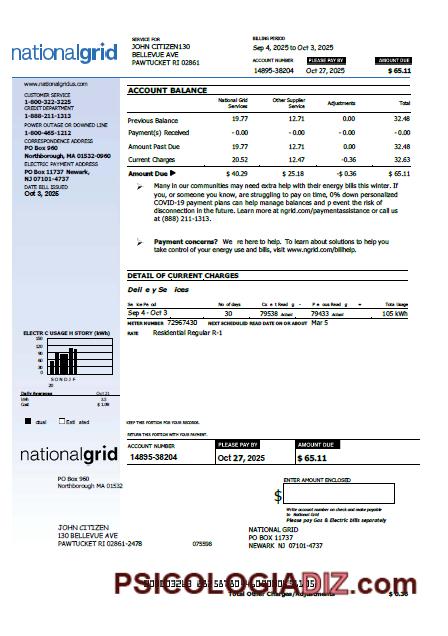 nationalgrid
SERVICE FOR
JOHN CITIZEN130
BELLEVUE AVE
PAWTUCKET RI 02861
BILLING PERIOD
Sep 4, 2025 to Oct 3, 2025
ACCOUNT NUMBER PLEASE PAY BY AMOUNT DUE
14895-38204 Oct 27, 2025 $ 65.11
www.nationalgridus.com
CUSTOMER SERVICE
1-800-322-3225
CREDIT DEPARTMENT
1-888-211-1313
POWER OUTAGE OR DOWNED LINE
1-800-465-1212
CORRESPONDENCE ADDRESS
PO Box 960
Northborough, MA 01532-0960
ELECTRIC PAYMENT ADDRESS
PO Box 11737 Newark,
NJ 07101-4737
DATE BILL ISSUED
Oct 3, 2025
ACCOUNT BALANCE
National Grid Services Other Supplier Service Adjustments Total
Previous Balance 19.77 12.71 0.00 32.48
Payment(s) Received - 0.00 - 0.00 - 0.00 - 0.00
Amount Past Due 19.77 12.71 0.00 32.48
Current Charges 20.52 12.47 -0.36 32.63
Amount Due ▶ $ 40.29 $ 25.18 -$ 0.36 $ 65.11
Many in our communities may need extra help with their energy bills this winter. If
you, or someone you know, are struggling to pay on time, 0% down personalized
COVID-19 payment plans can help manage balances and p event the risk of
disconnection in the future. Learn more at ngrid.com/paymentassistance or call us
at (888) 211-1313.
Payment concerns? We re here to help. To learn about solutions to help you
take control of your energy use and bills, visit www.ngrid.com/billhelp.
DETAIL OF CURRENT CHARGES
Deli e y Se ices
No of days Total Usage
Sep 4 - Oct 3 30 79538 Actual 79433 Actual 105 kWh
METER NUMBER 72967430 NEXT SCHEDULED READ DATE ON OR ABOUT Mar 5
RATE Residential Regular R-1
ELECTR C USAGE H STORY (kWh)
150
120
90
60
30
0
S O N D J F
20
Daily Averages Oct 21
kWh 3.5
Cost $ 1.09
ctual Esti ated
KEEP THIS PORTION FOR YOUR RECORDS.
RETURN THIS PORTION WITH YOUR PAYMENT.
nationalgrid
ACCOUNT NUMBER PLEASE PAY BY AMOUNT DUE
14895-38204 Oct 27, 2025 $ 65.11
PO Box 960
Northborough MA 01532
ENTER AMOUNT ENCLOSED
$
Write account number on check and make payable
to National Grid
Please pay Gas & Electric bills separately
JOHN CITIZEN
130 BELLEVUE AVE
PAWTUCKET RI 02861-2478
075598
NATIONAL GRID
PO BOX 11737
NEWARK NJ 07101-4737
PSICOLOGIADIZ.com
Total Other Charges/Adjustments